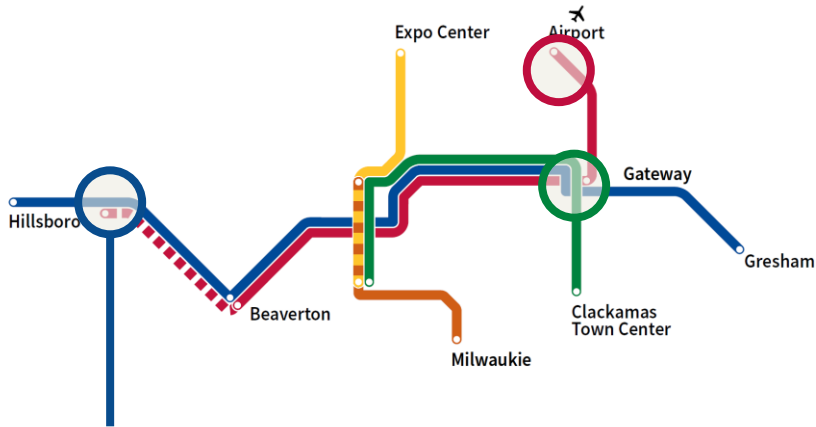 Expo Center
Airport
Gateway
Hillsboro
Gresham
Beaverton
Clackamas
Town Center
Milwaukie